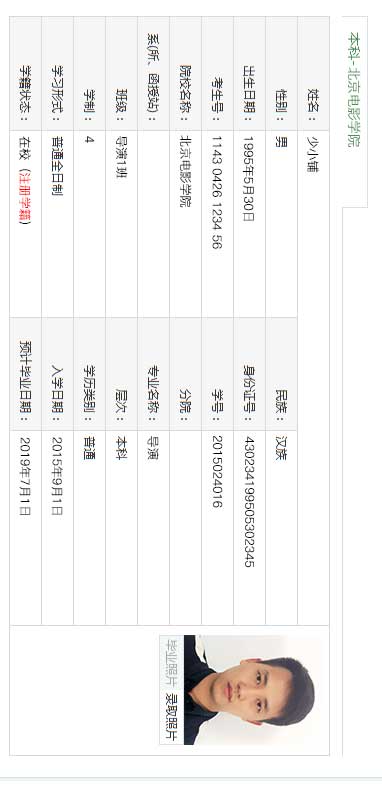 本科-北京电影学院
姓名： 少小铺
性别： 男 民族： 汉族
出生日期： 1995年5月30日 身份证号： 430234199505302345
考生号： 1143 0426 1234 56 学号： 2015024016
院校名称： 北京电影学院 分院：
系(所、函授站)： 专业名称： 导演
班级： 导演1班 层次： 本科
学制： 4 学历类别： 普通
学习形式： 普通全日制 入学日期： 2015年9月1日
学籍状态： 在校（注册学籍） 预计毕业日期： 2019年7月1日
毕业照片 录取照片